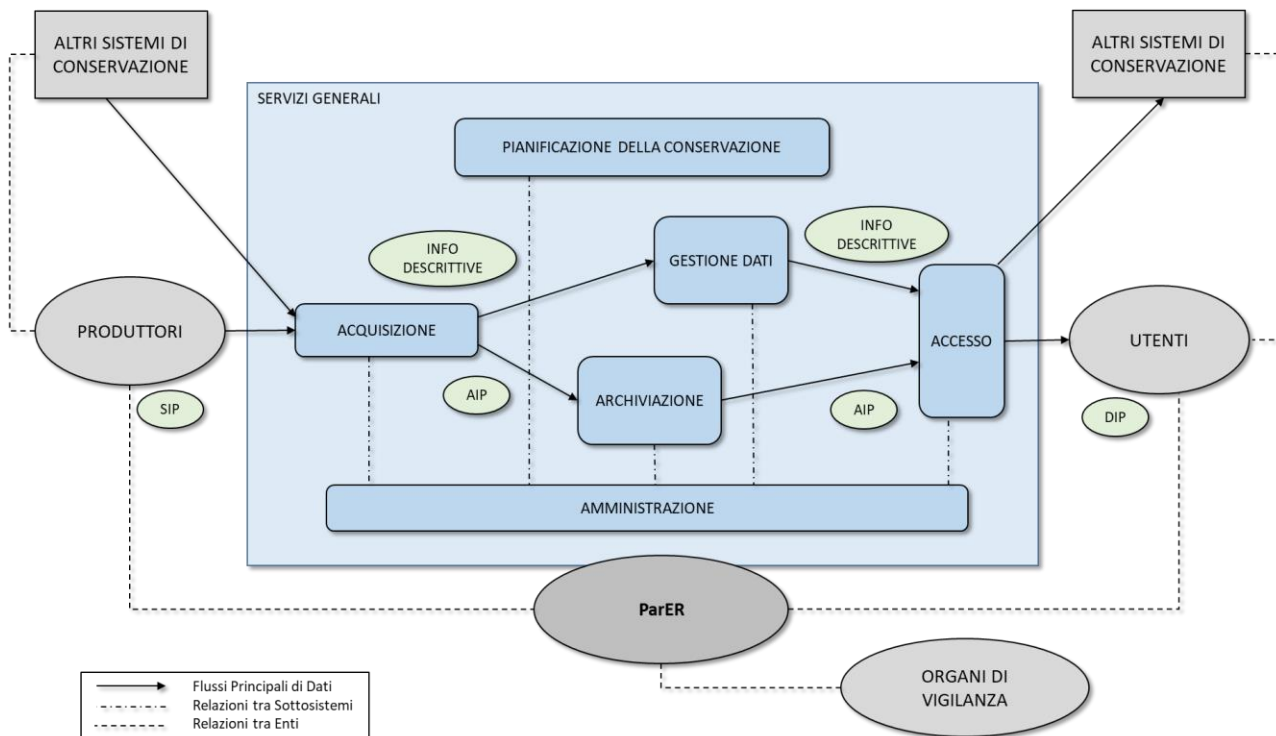 ALTRI SISTEMI DI
CONSERVAZIONE
ALTRI SISTEMI DI
CONSERVAZIONE
SERVIZI GENERALI
PIANIFICAZIONE DELLA CONSERVAZIONE
INFO
DESCRITTIVE
INFO
DESCRITTIVE
GESTIONE DATI
PRODUTTORI
ACQUISIZIONE
ACCESSO
UTENTI
SIP
AIP
ARCHIVIAZIONE
AIP
DIP
AMMINISTRAZIONE
ParER
ORGANI DI
VIGILANZA
Flussi Principali di Dati
Relazioni tra Sottosistemi
Relazioni tra Enti